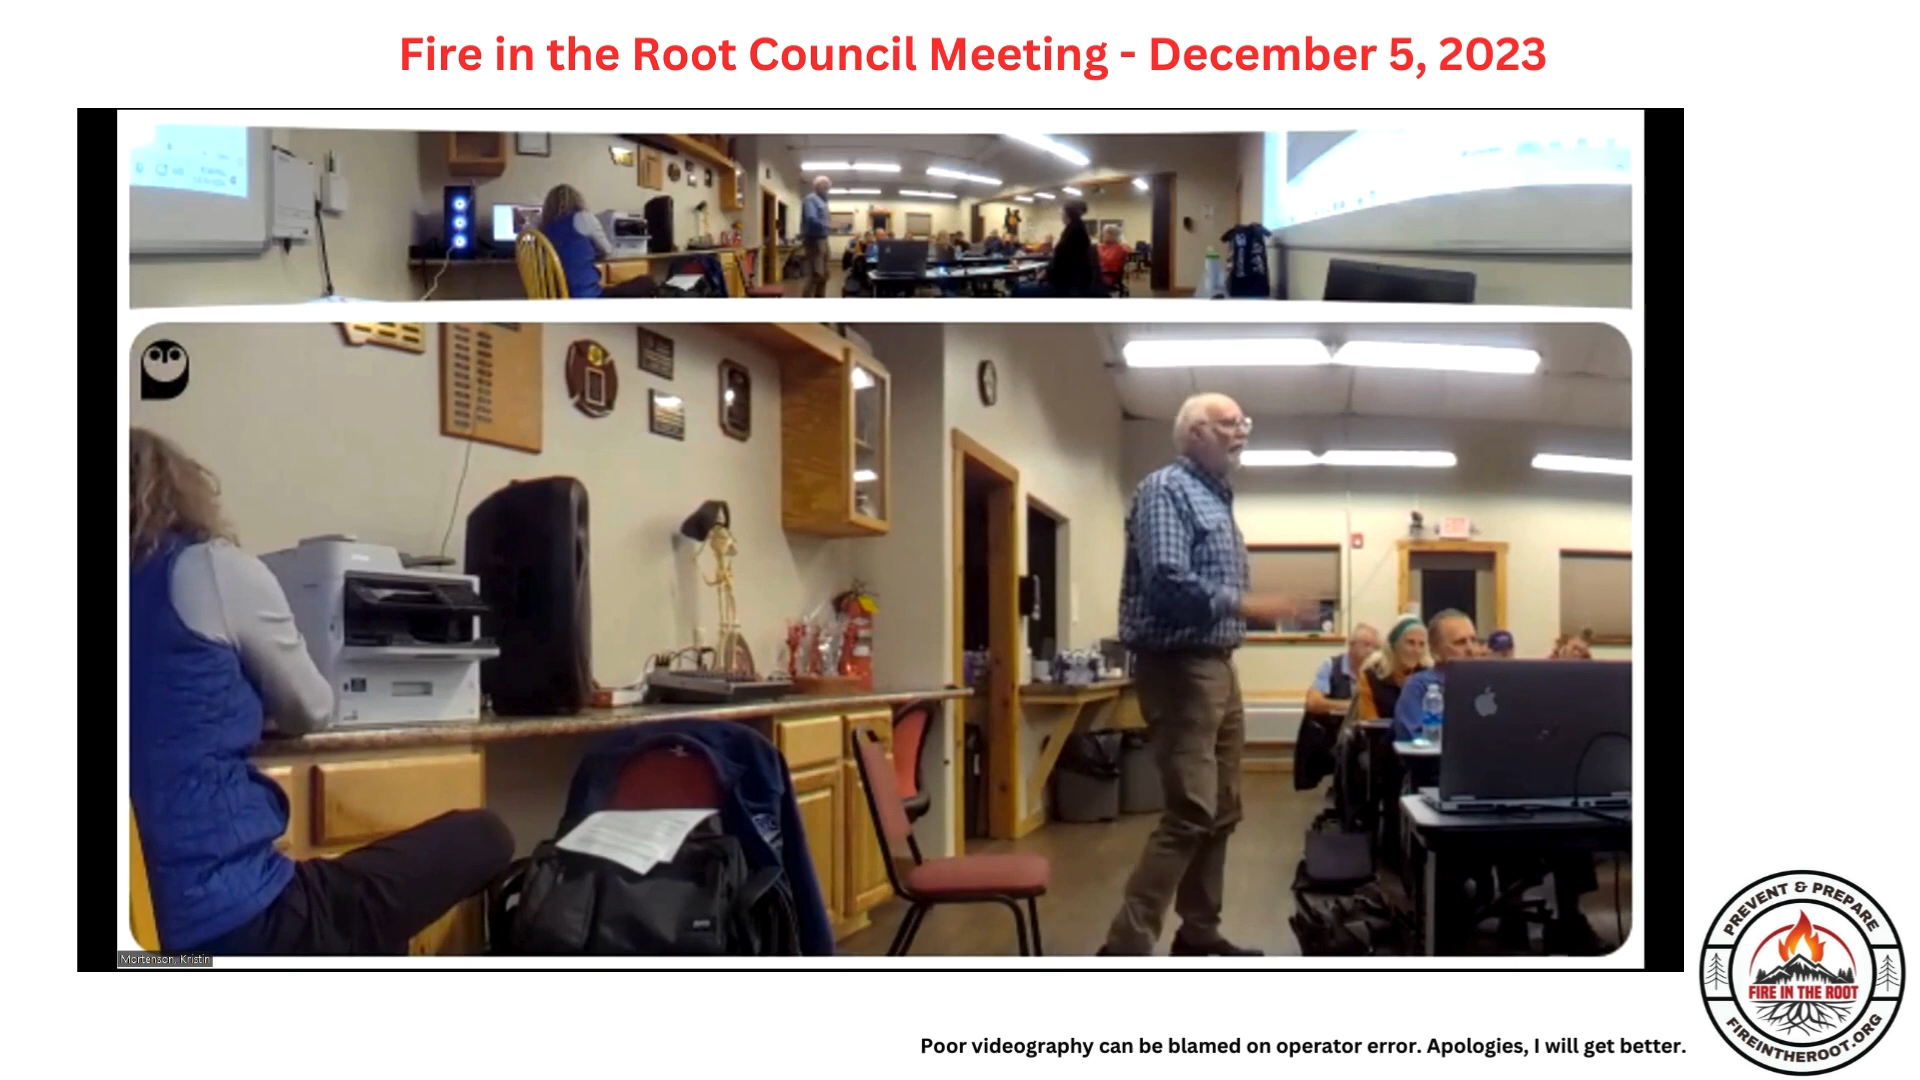 Fire in the Root Council Meeting - December 5, 2023
Mortenson, Kristin
PREVENT & PREPARE
FIRE IN THE ROOT
FIREINTHEROOT.ORG
Poor videography can be blamed on operator error. Apologies, I will get better.